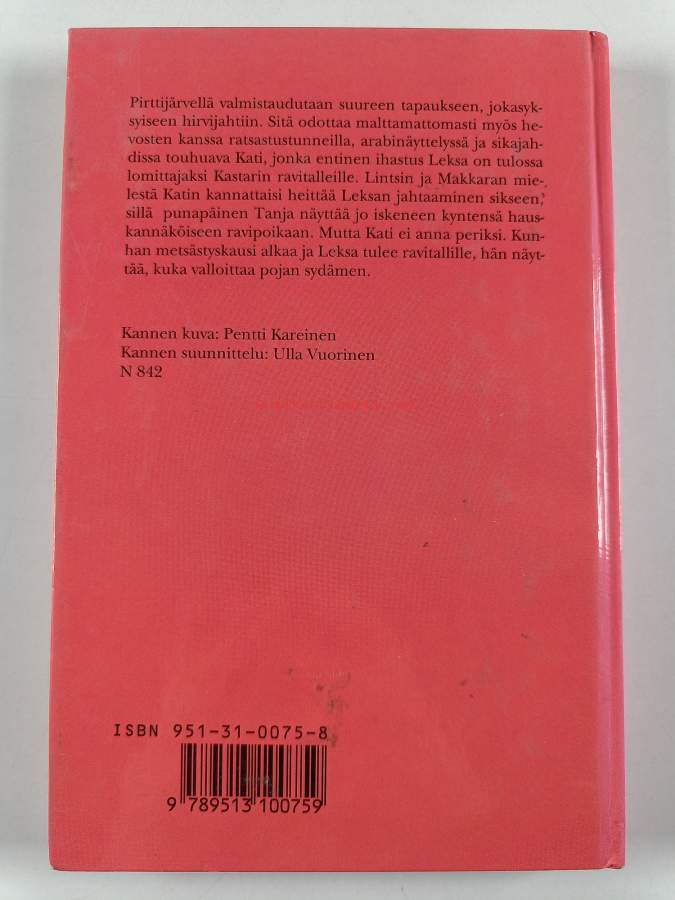 Pirttijärvellä valmistaudutaan suureen tapaukseen, jokasyk-
syiseen hirvijahtiin. Sitä odottaa malttamattomasti myös he-
vosten kanssa ratsastustunneilla, arabinäyttelyssä ja sikajah-
dissa touhuava Kati, jonka entinen ihastus Leksa on tulossa
lomittajaksi Kastarin ravitalleille. Lintsin ja Makkaran mie-
lestä Katin kannattaisi heittää Leksan jahtaaminen sikseen,
sillä punapäinen Tanja näyttää jo iskeneen kyntensä haus-
kannäköiseen ravipoikaan. Mutta Kati ei anna periksi. Kun-
han metsästyskausi alkaa ja Leksa tulee ravitallille, hän näyt-
tää, kuka valloittaa pojan sydämen.
Kannen kuva: Pentti Kareinen
Kannen suunnittelu: Ulla Vuorinen
N 842
ISBN 951-31-0075-8
9 789513 100759